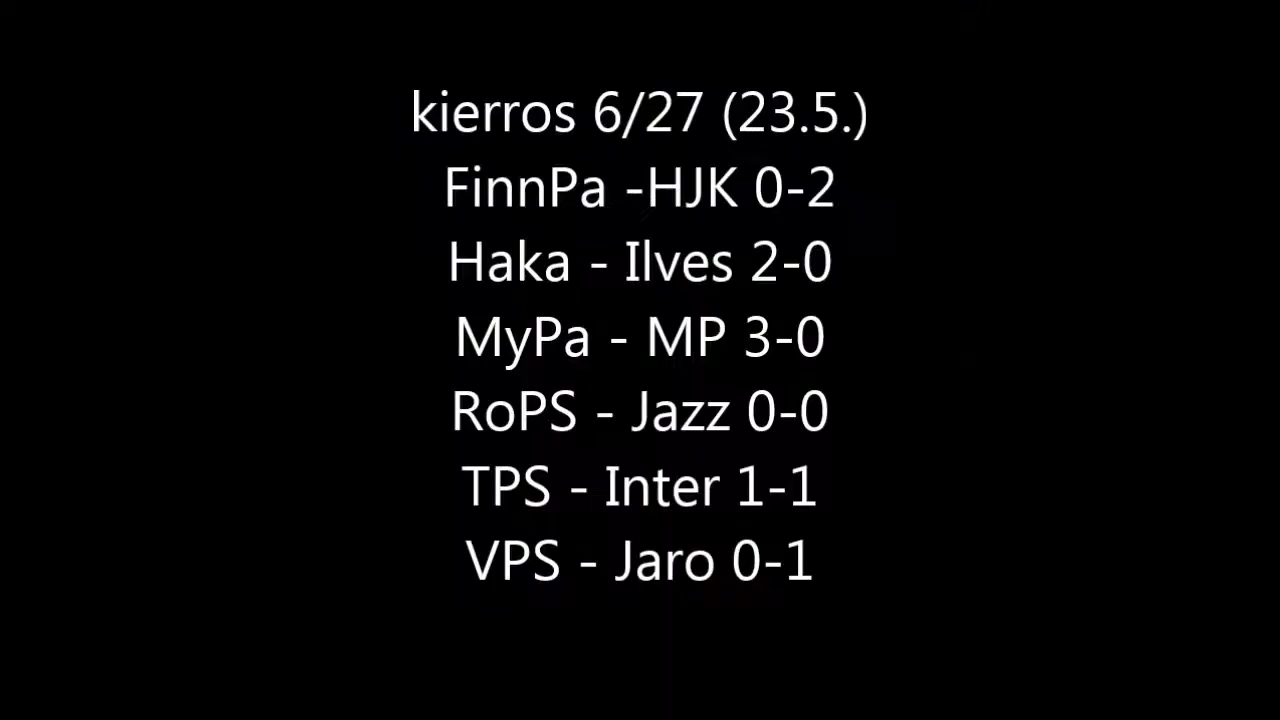 kierros 6/27 (23.5.)
FinnPa -HJK 0-2
Haka - Ilves 2-0
MyPa - MP 3-0
RoPS - Jazz 0-0
TPS - Inter 1-1
VPS - Jaro 0-1